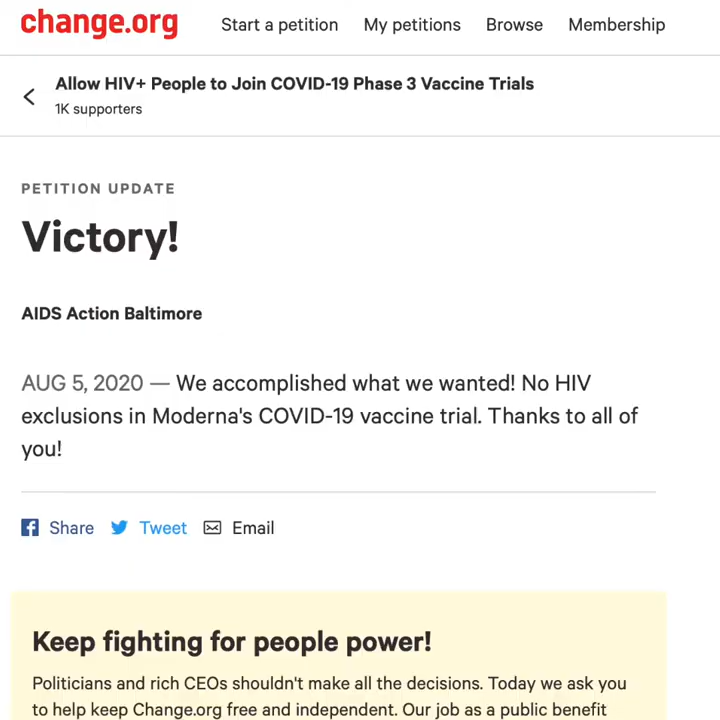 change.org
Start a petition My petitions Browse Membership
Allow HIV+ People to Join COVID-19 Phase 3 Vaccine Trials
1K supporters
PETITION UPDATE
Victory!
AIDS Action Baltimore
AUG 5, 2020 — We accomplished what we wanted! No HIV
exclusions in Moderna's COVID-19 vaccine trial. Thanks to all of
you!
Share Tweet Email
Keep fighting for people power!
Politicians and rich CEOs shouldn't make all the decisions. Today we ask you
to help keep Change.org free and independent. Our job as a public benefit